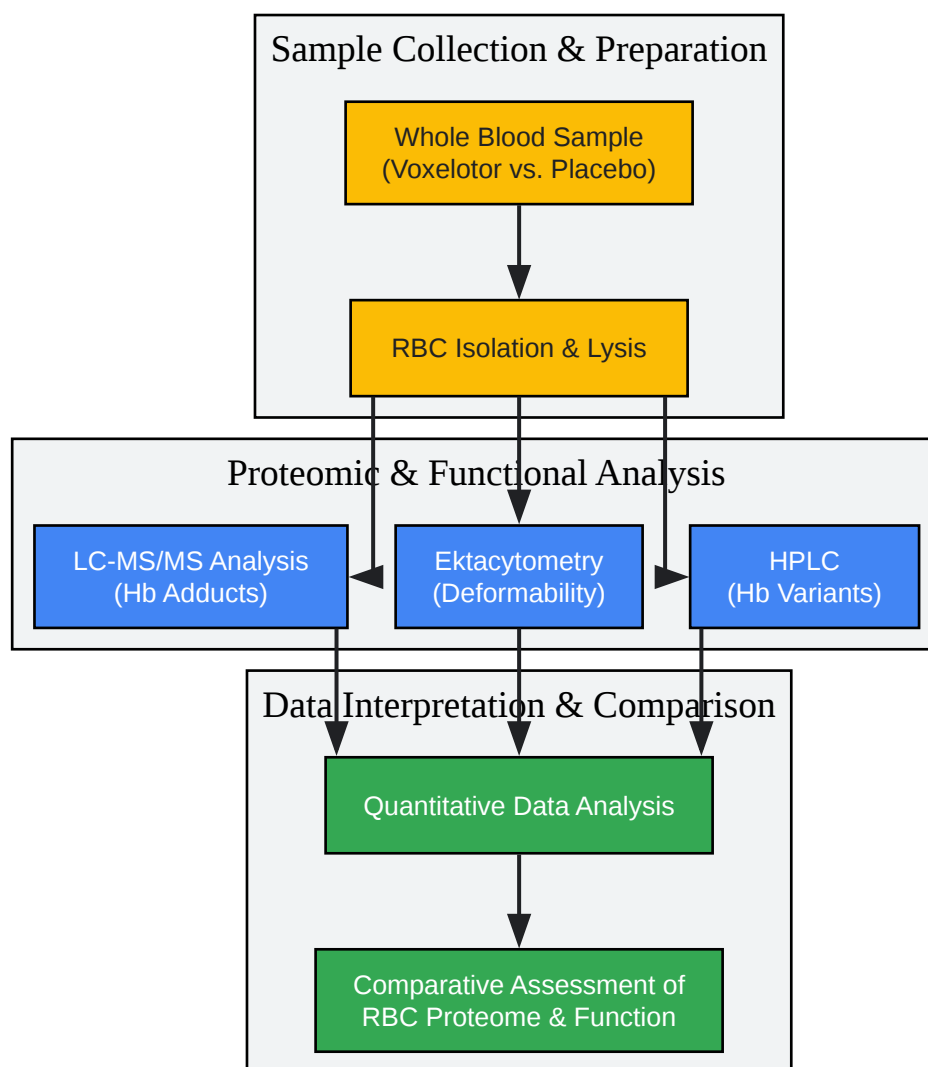 Sample Collection & Preparation
Whole Blood Sample
(Voxelotor vs. Placebo)
RBC Isolation & Lysis
Proteomic & Functional Analysis
LC-MS/MS Analysis
(Hb Adducts)
Ektacytometry
(Deformability)
HPLC
(Hb Variants)
Data Interpretation & Comparison
Quantitative Data Analysis
Comparative Assessment of
RBC Proteome & Function